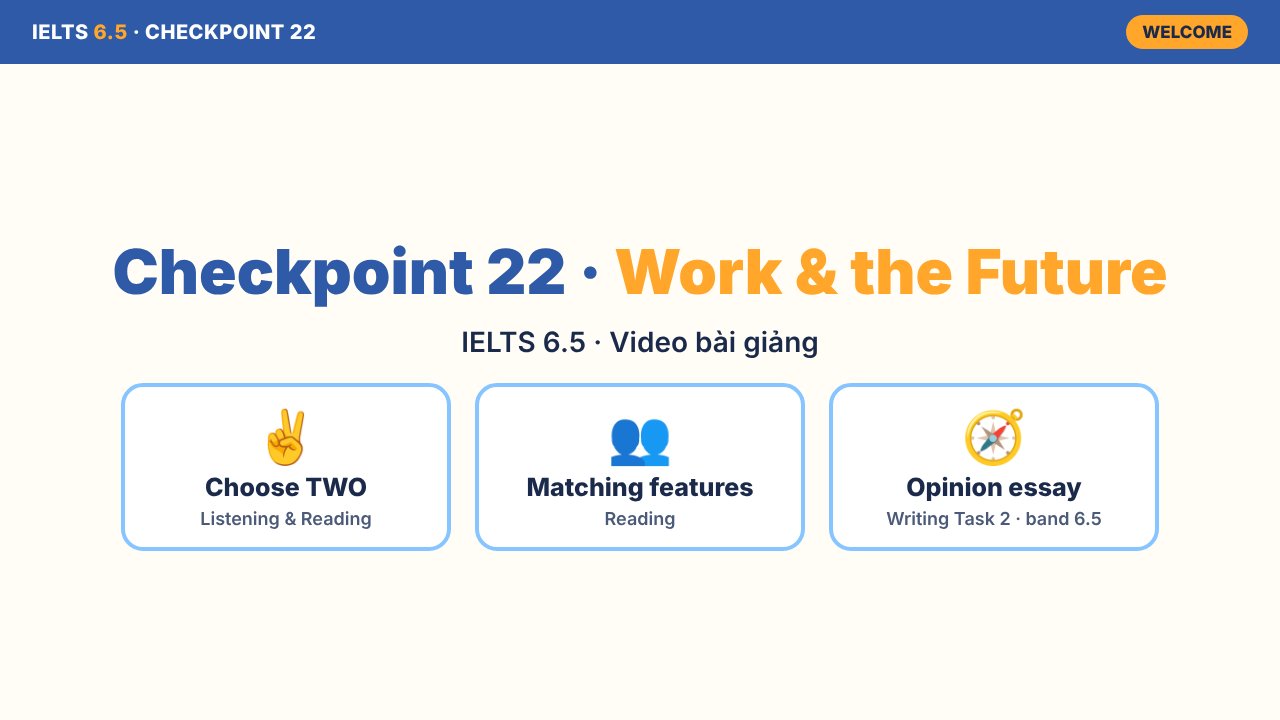 IELTS 6.5 · CHECKPOINT 22
WELCOME
Checkpoint 22 · Work & the Future
IELTS 6.5 · Video bài giảng
Choose TWO
Listening & Reading
Matching features
Reading
Opinion essay
Writing Task 2 · band 6.5